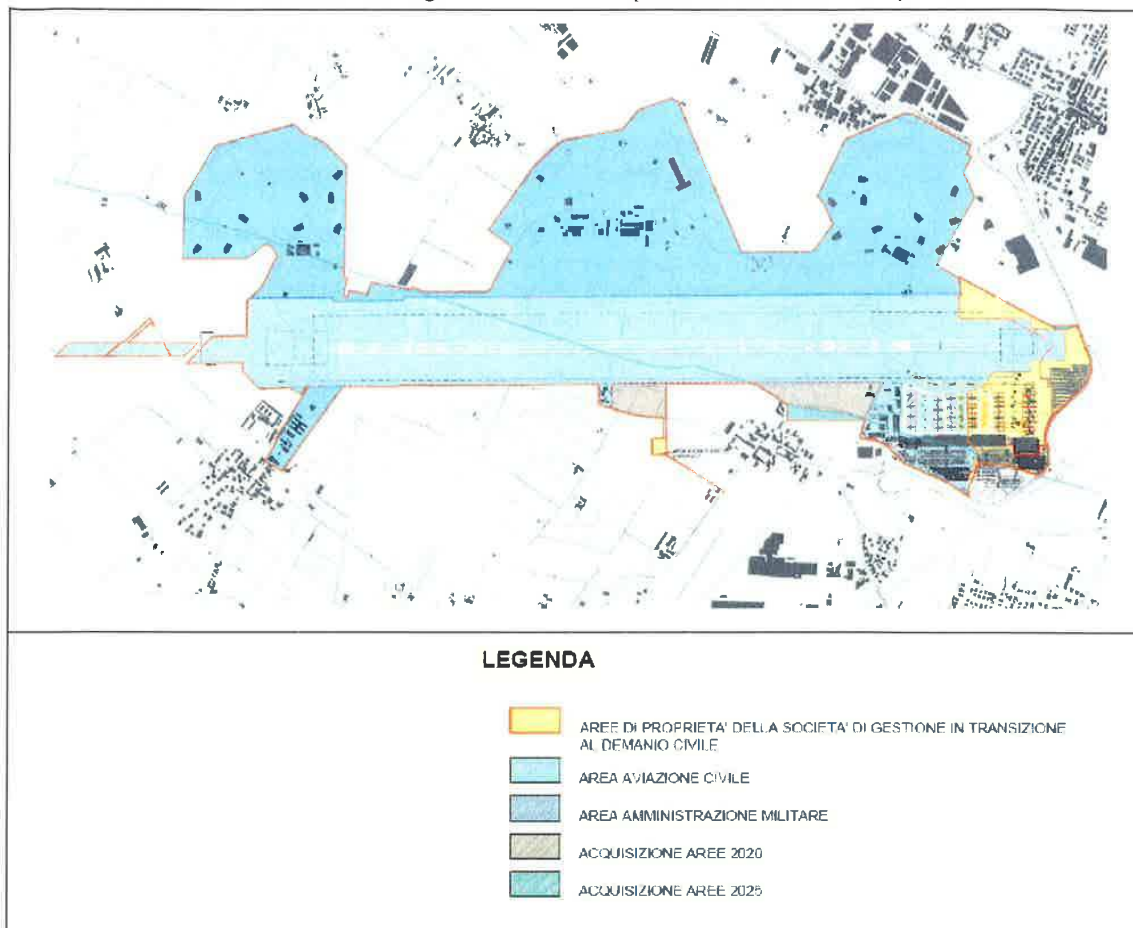 LEGENDA
AREE DI PROPRIETA' DELLA SOCIETA' DI GESTIONE IN TRANSIZIONE
AL DEMANIO CIVILE
AREA AVIAZIONE CIVILE
AREA AMMINISTRAZIONE MILITARE
ACQUISIZIONE AREE 2020
ACQUISIZIONE AREE 2025